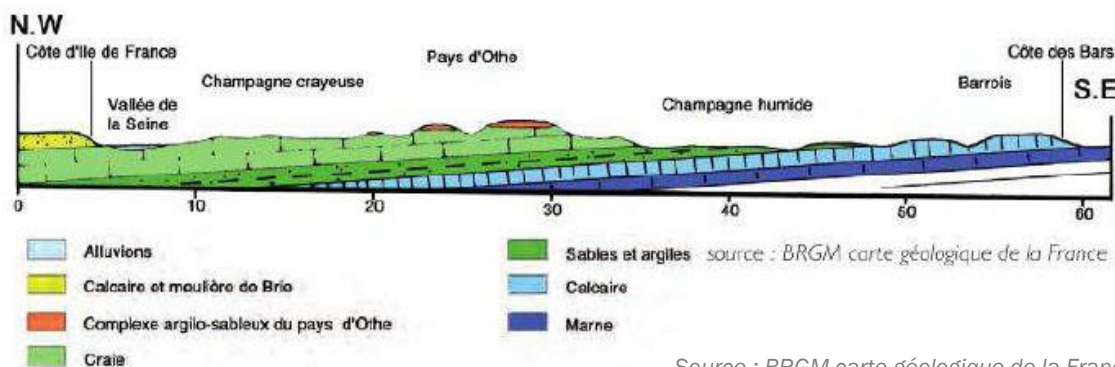 N.W
Côte d'Ile de France
Vallée de
la Seine
Champagne crayeuse
Pays d'Othe
Champagne humide
Barrois
Côte des Bars
S.E
0
10
20
30
40
50
60
Alluvions
Calcaire et moulière de Brie
Complexe argilo-sableux du pays d'Othe
Craie
Sables et argiles
source : BRGM carte géologique de la France
Calcaire
Marne
Source : BRGM carte géologique de la Fran